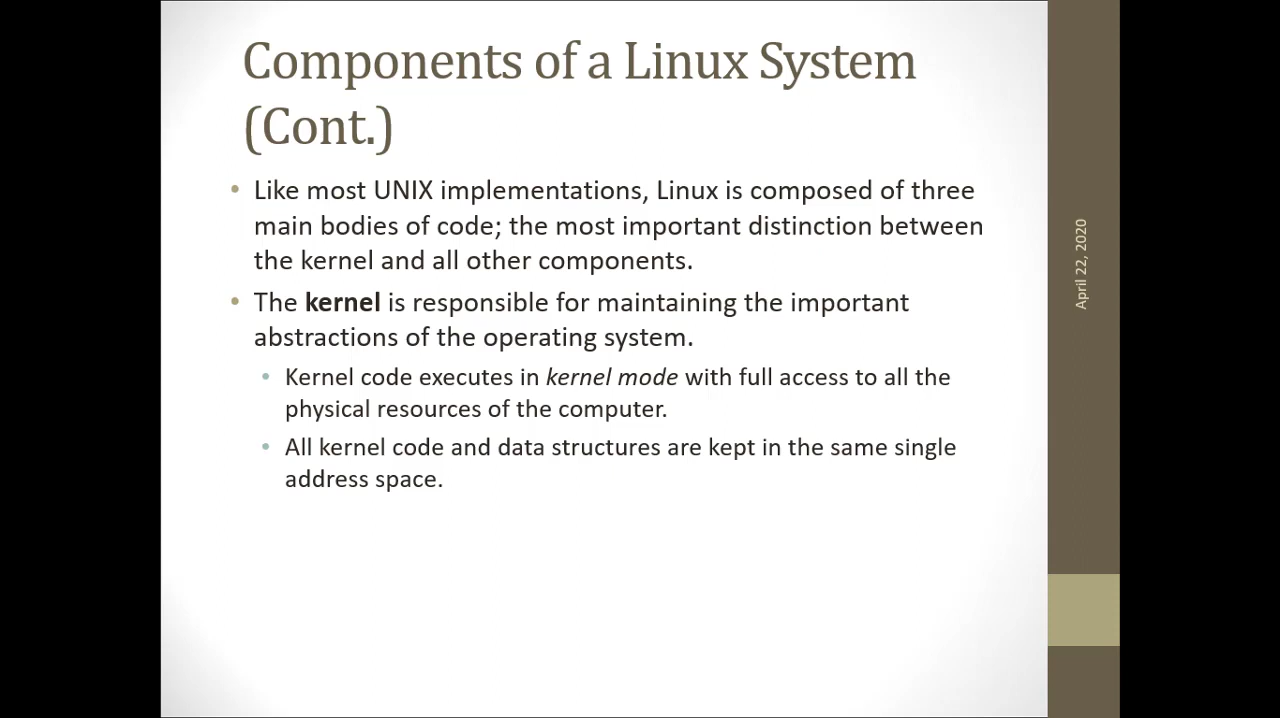 Components of a Linux System
(Cont.)
• Like most UNIX implementations, Linux is composed of three
main bodies of code; the most important distinction between
the kernel and all other components.
• The kernel is responsible for maintaining the important
abstractions of the operating system.
• Kernel code executes in kernel mode with full access to all the
physical resources of the computer.
• All kernel code and data structures are kept in the same single
address space.
April 22, 2020